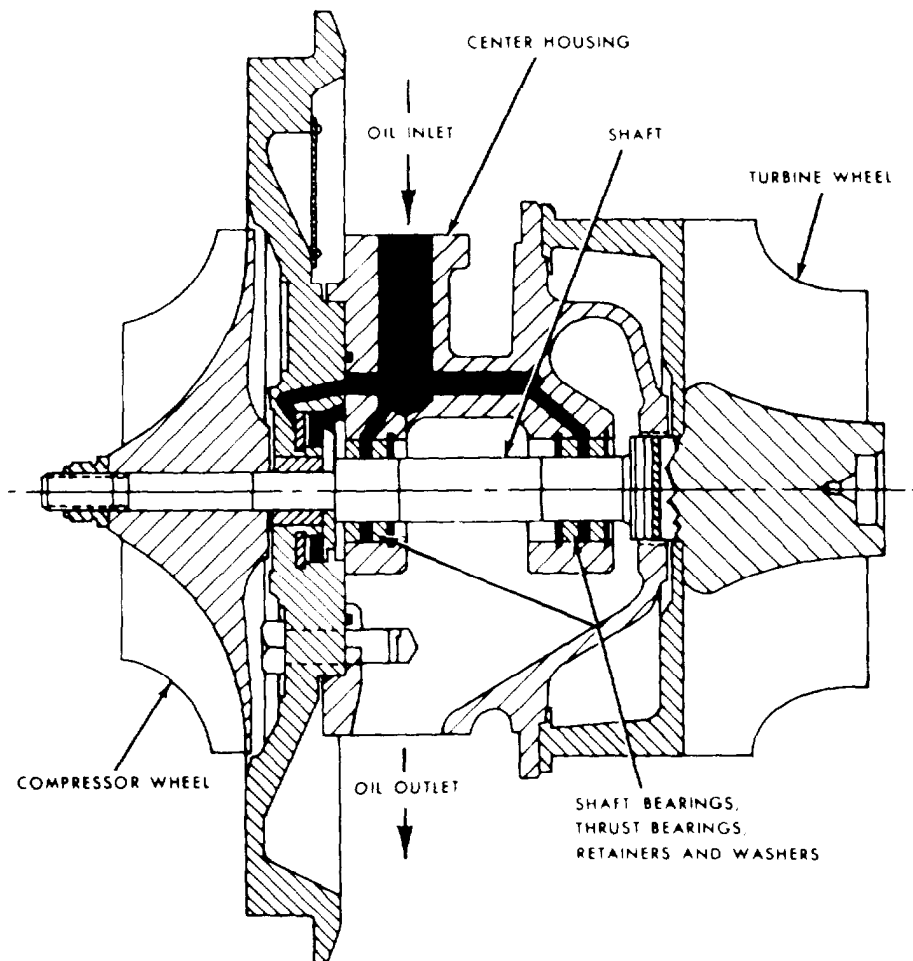 CENTER HOUSING
OIL INLET
SHAFT
TURBINE WHEEL
COMPRESSOR WHEEL
OIL OUTLET
SHAFT BEARINGS,
THRUST BEARINGS,
RETAINERS AND WASHERS